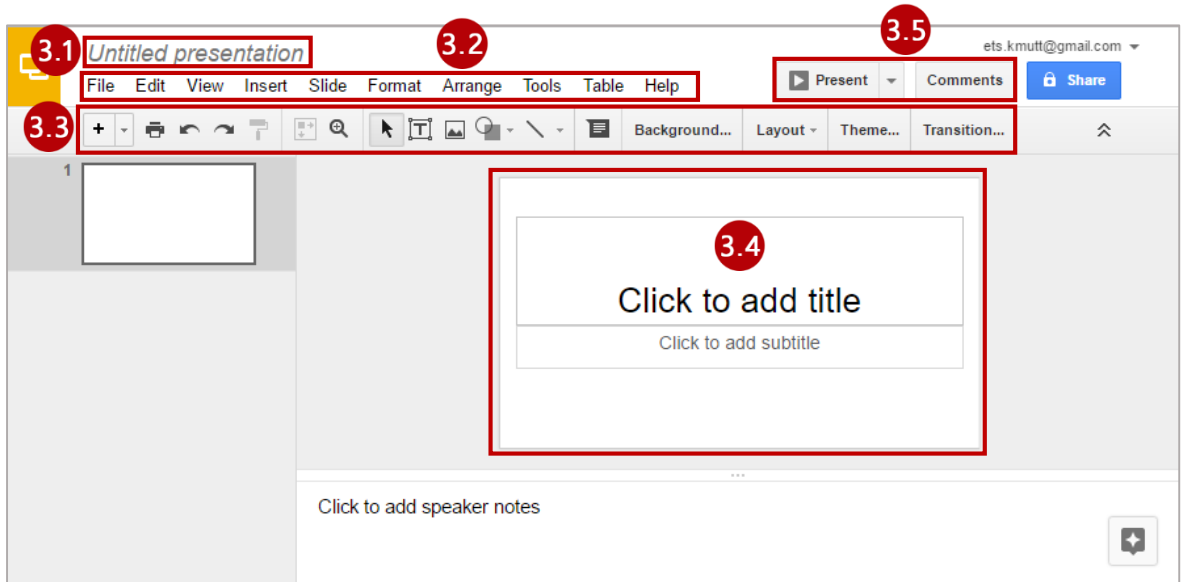 3.1
Untitled presentation
3.2
3.5
ets.kmutt@gmail.com
File Edit View Insert Slide Format Arrange Tools Table Help
Present Comments Share
3.3
+ Background... Layout Theme... Transition...
1
3.4
Click to add title
Click to add subtitle
Click to add speaker notes